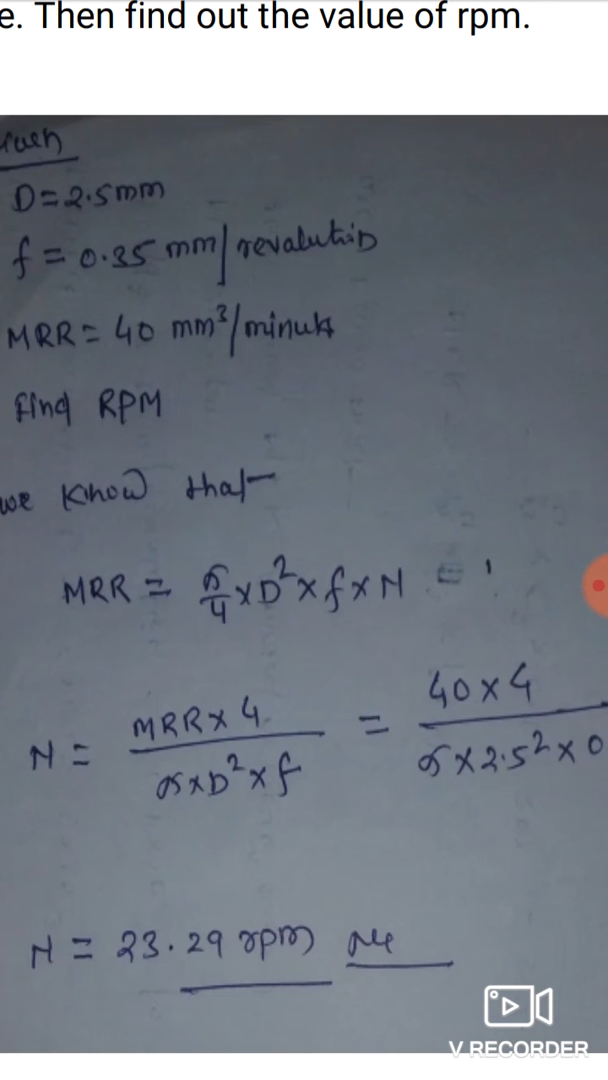 e. Then find out the value of rpm.
D=2.5mm
f = 0.35 mm/revalution
MRR = 40 mm³/minute
find RPM
we know that
MRR = π/4 × D² × f × N =
N = MRR × 4 / π × D² × f = 40 × 4 / π × 2.5² × 0
N = 23.29 rpm
V RECORDER